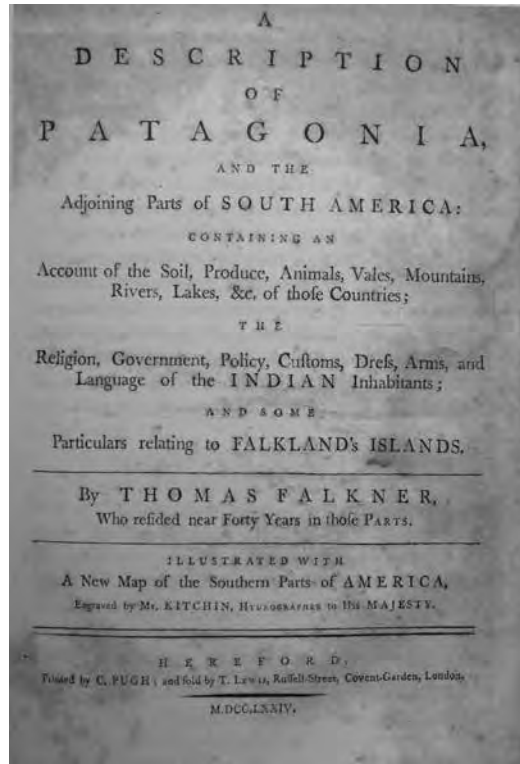 A
DESCRIPTION
OF
PATAGONIA,
AND THE
Adjoining Parts of SOUTH AMERICA:
CONTAINING AN
Account of the Soil, Produce, Animals, Vales, Mountains,
Rivers, Lakes, &c. of thoſe Countries;
THE
Religion, Government, Policy, Cuſtoms, Dreſs, Arms, and
Language of the INDIAN Inhabitants;
AND SOME
Particulars relating to FALKLAND's ISLANDS.
By THOMAS FALKNER,
Who reſided near Forty Years in thoſe PARTS.
ILLUSTRATED WITH
A New Map of the Southern Parts of AMERICA,
Engraved by Mr. KITCHIN, HYDROGRAPHER to His MAJESTY.
HEREFORD,
Printed by C. PUGH; and ſold by T. LEWIS, Ruſſell-Street, Covent-Garden, London.
M.DCC.LXXIV.